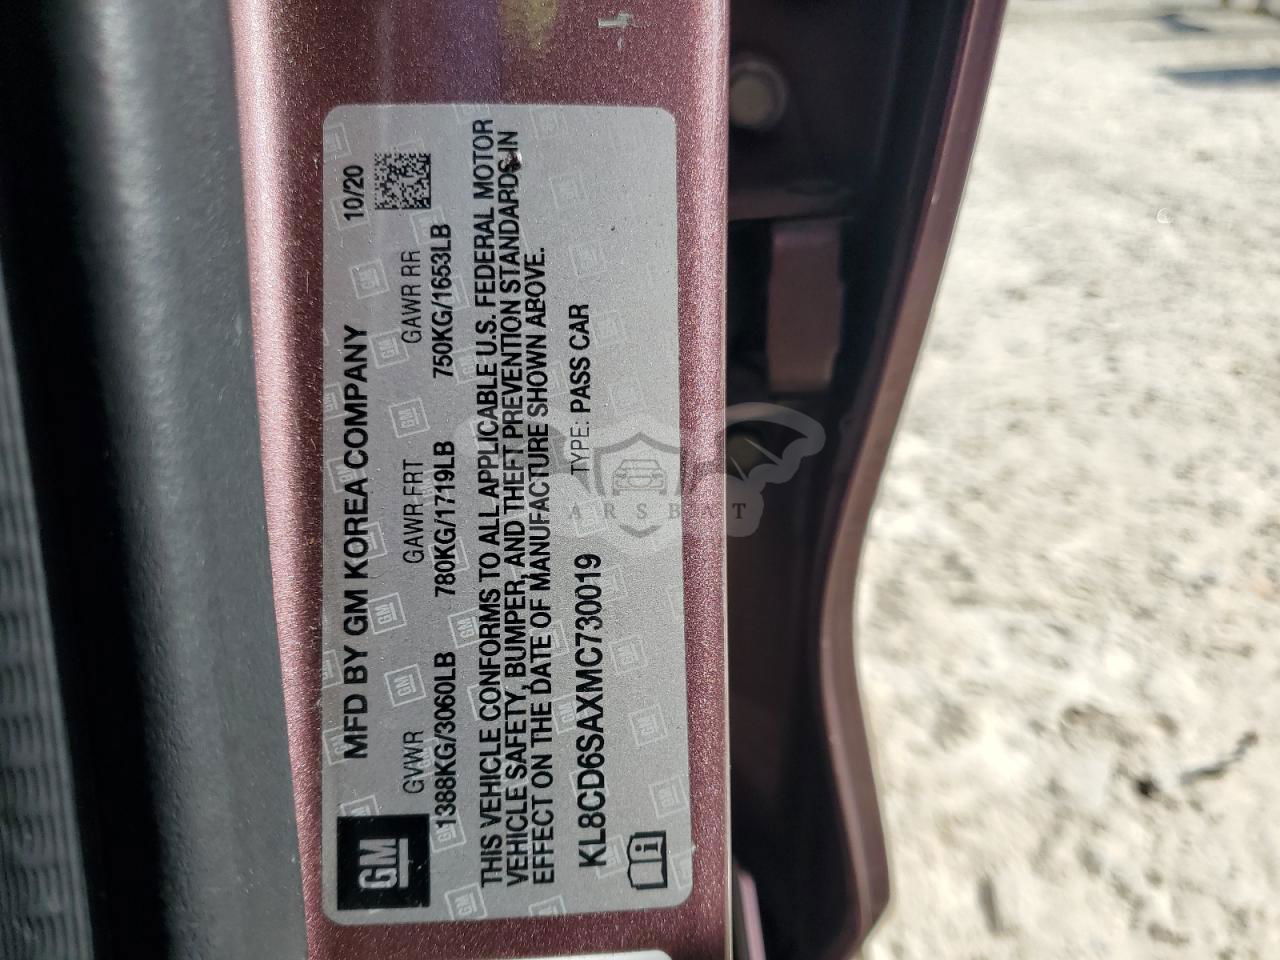 MFD BY GM KOREA COMPANY 10/20
GM
GVWR GAWR FRT GAWR RR
1388KG/3060LB 780KG/1719LB 750KG/1653LB
THIS VEHICLE CONFORMS TO ALL APPLICABLE U.S. FEDERAL MOTOR
VEHICLE SAFETY, BUMPER, AND THEFT PREVENTION STANDARDS IN
EFFECT ON THE DATE OF MANUFACTURE SHOWN ABOVE.
KL8CD6SAXMC730019 TYPE: PASS CAR